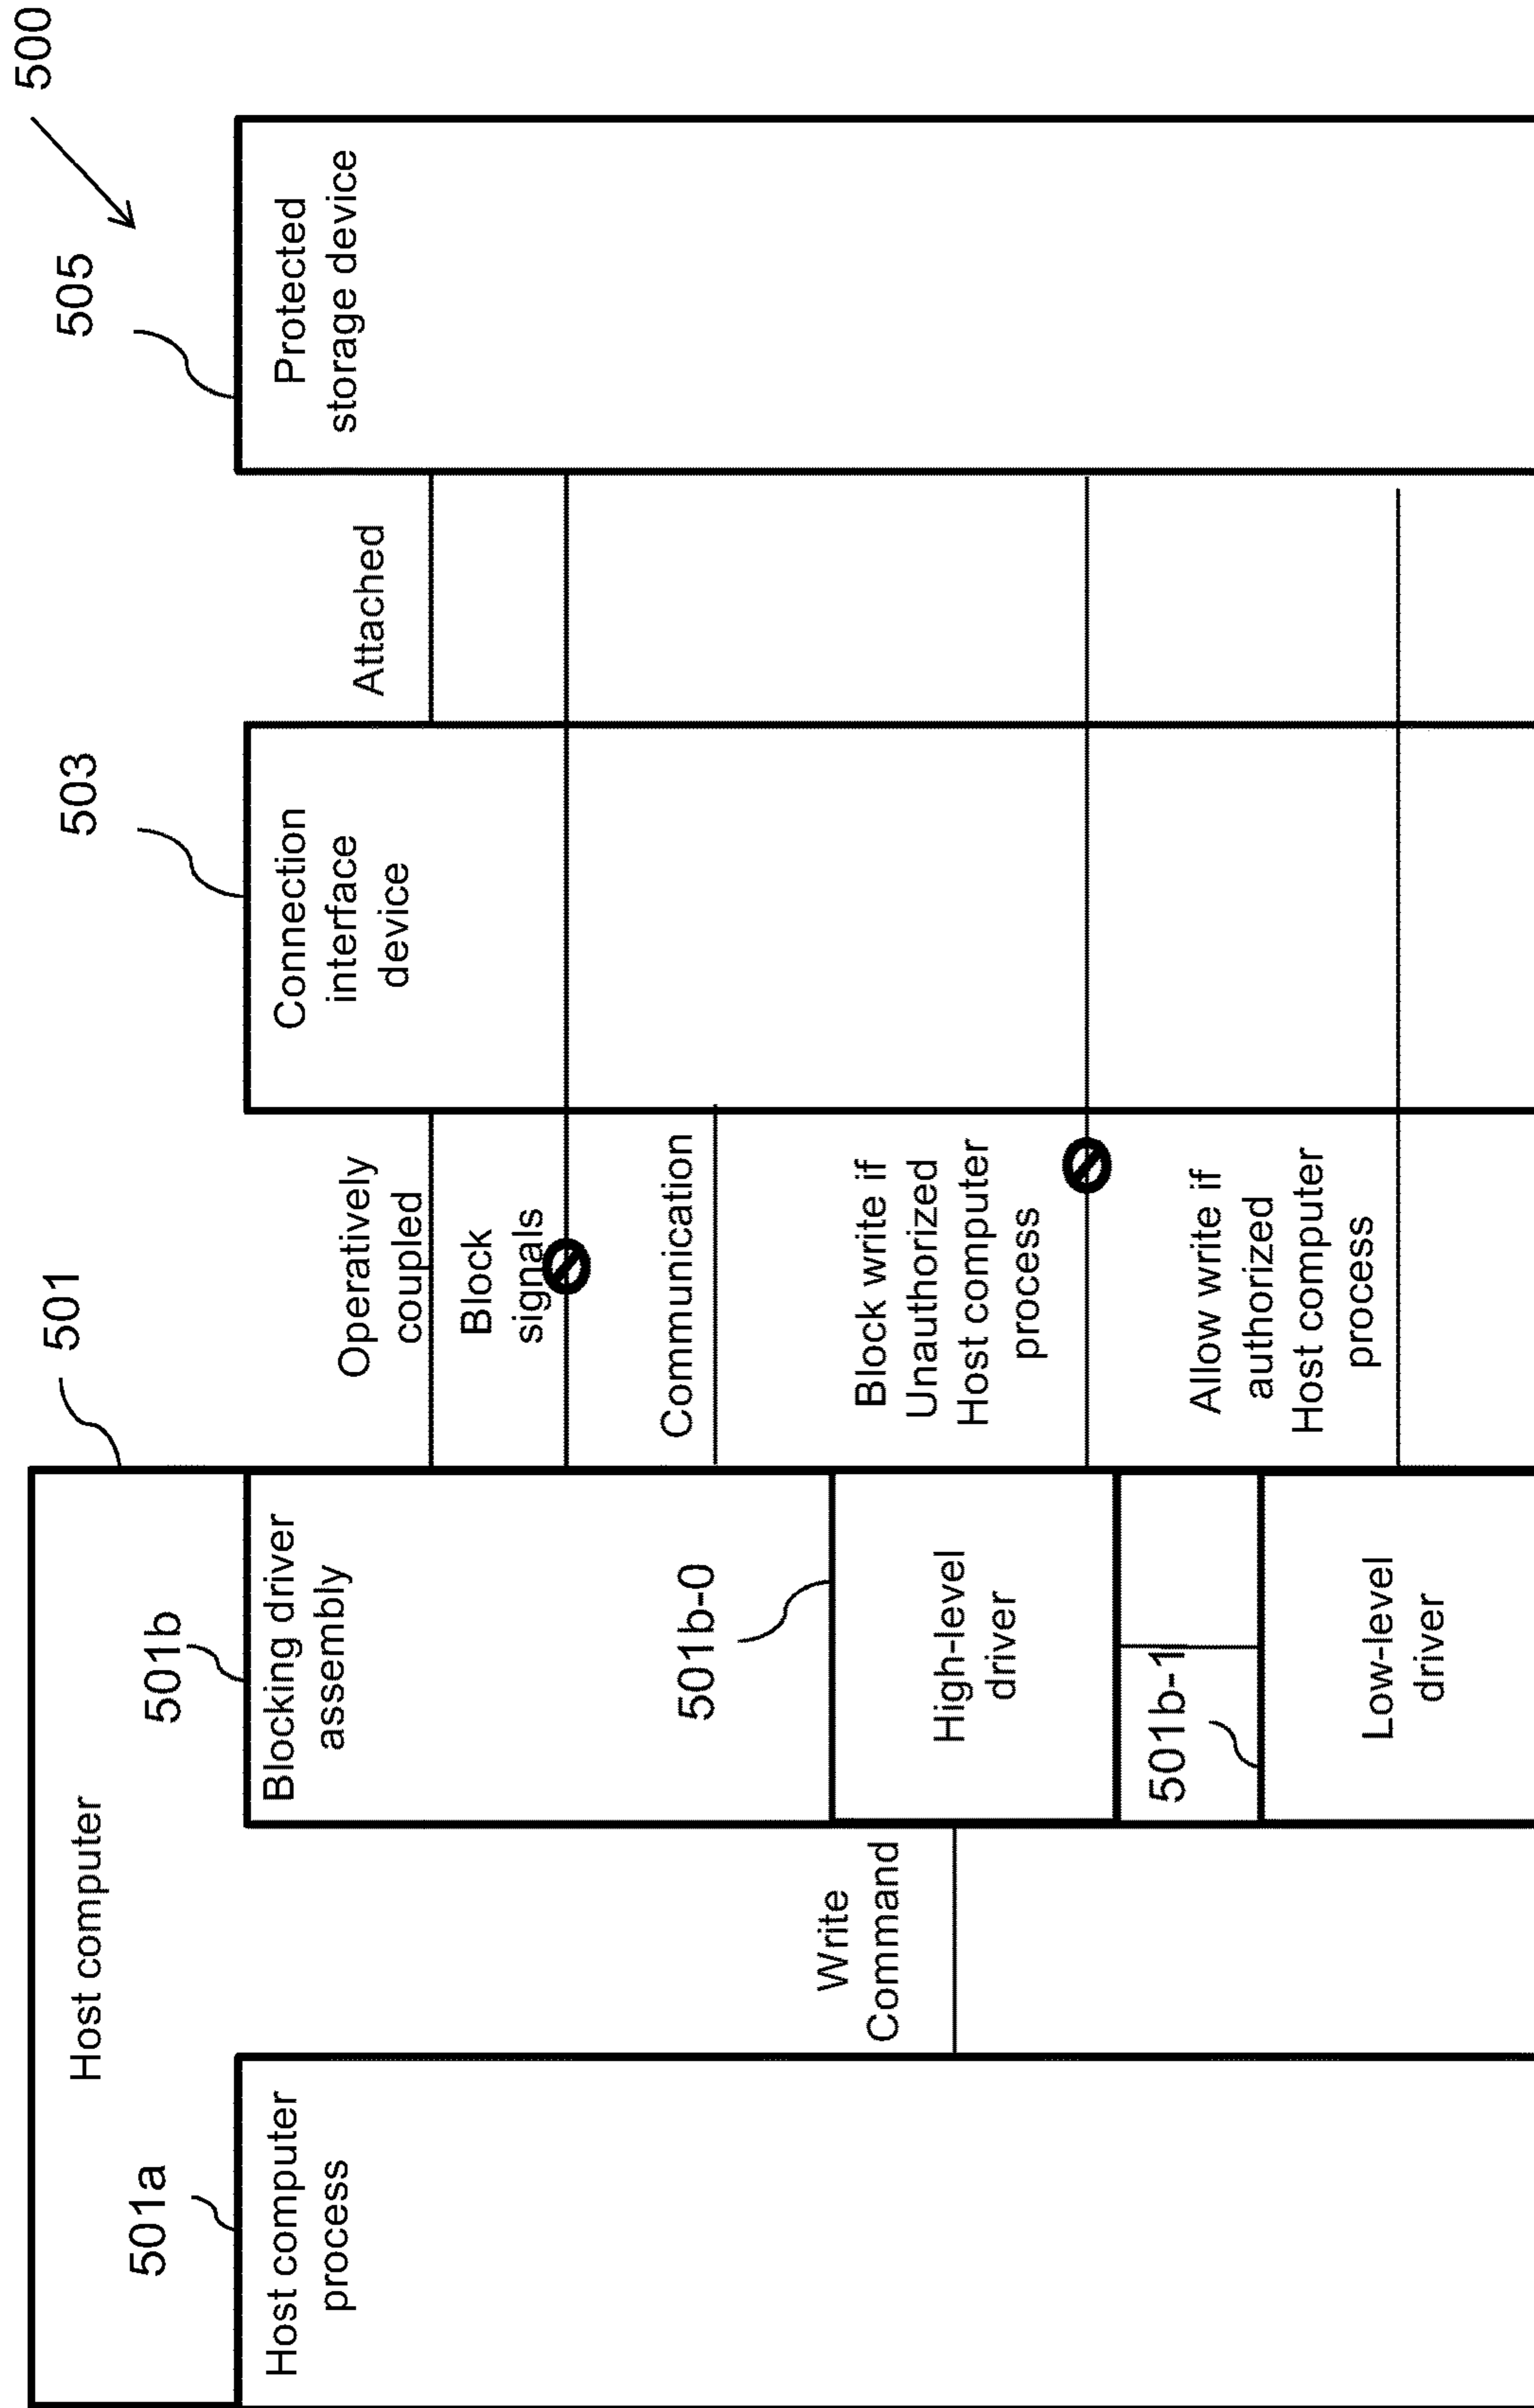 500
505
503
501
Host computer
501a
501b
Host computer
process
Blocking driver
assembly
Operatively
coupled
Attached
Connection
interface
device
Protected
storage device
Block
signals
Communication
501b-0
Write
Command
High-level
driver
Block write if
Unauthorized
Host computer
process
501b-1
Low-level
driver
Allow write if
authorized
Host computer
process